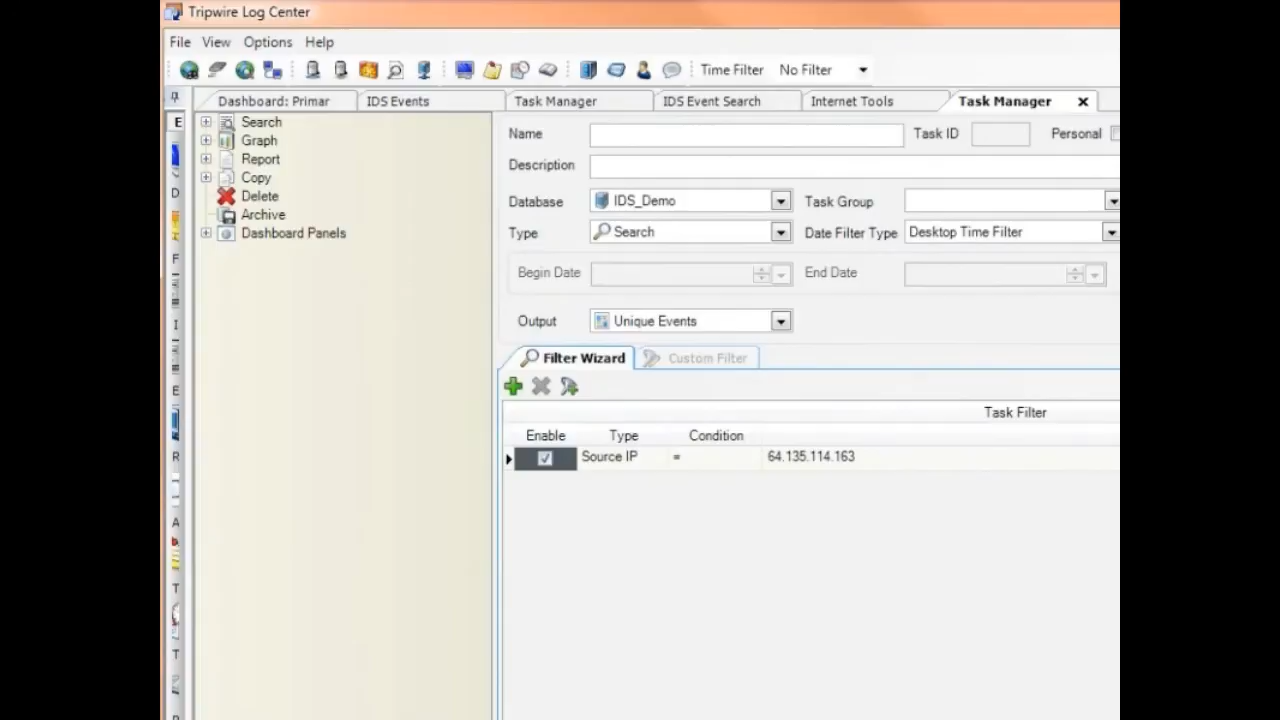 Tripwire Log Center
File View Options Help
Time Filter No Filter
Dashboard: Primar IDS Events Task Manager IDS Event Search Internet Tools Task Manager
E
Search
Graph
Report
Copy
Delete
Archive
Dashboard Panels
D
F
I
E
R
A
T
T
Name Task ID Personal
Description
Database IDS_Demo Task Group
Type Search Date Filter Type Desktop Time Filter
Begin Date End Date
Output Unique Events
Filter Wizard Custom Filter
Task Filter
Enable Type Condition
Source IP = 64.135.114.163